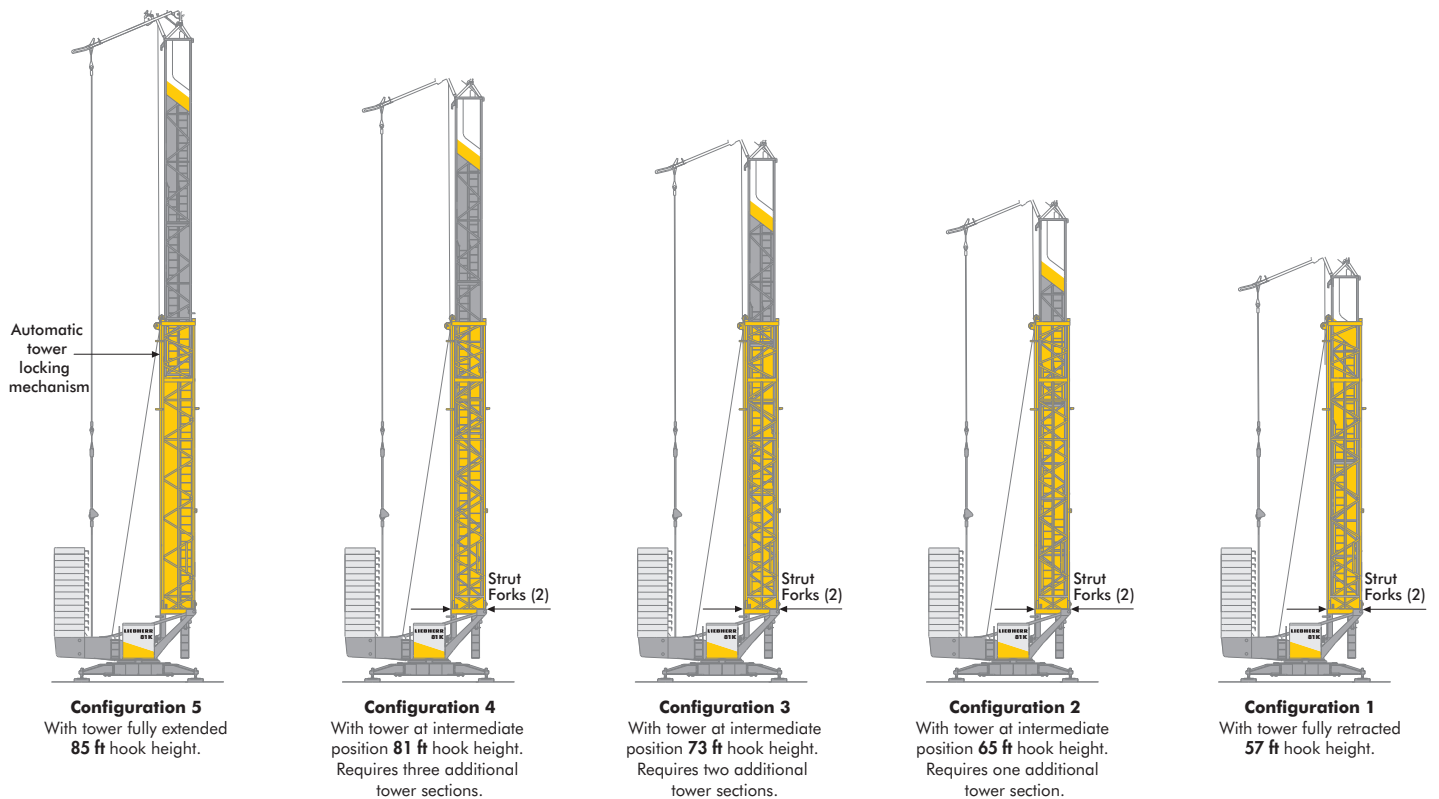 Automatic
tower
locking
mechanism
Strut
Forks (2)
Strut
Forks (2)
Strut
Forks (2)
Strut
Forks (2)
LIEBHERR
81K
LIEBHERR
81K
LIEBHERR
81K
LIEBHERR
81K
LIEBHERR
81K
Configuration 5
With tower fully extended
85 ft hook height.
Configuration 4
With tower at intermediate
position 81 ft hook height.
Requires three additional
tower sections.
Configuration 3
With tower at intermediate
position 73 ft hook height.
Requires two additional
tower sections.
Configuration 2
With tower at intermediate
position 65 ft hook height.
Requires one additional
tower section.
Configuration 1
With tower fully retracted
57 ft hook height.